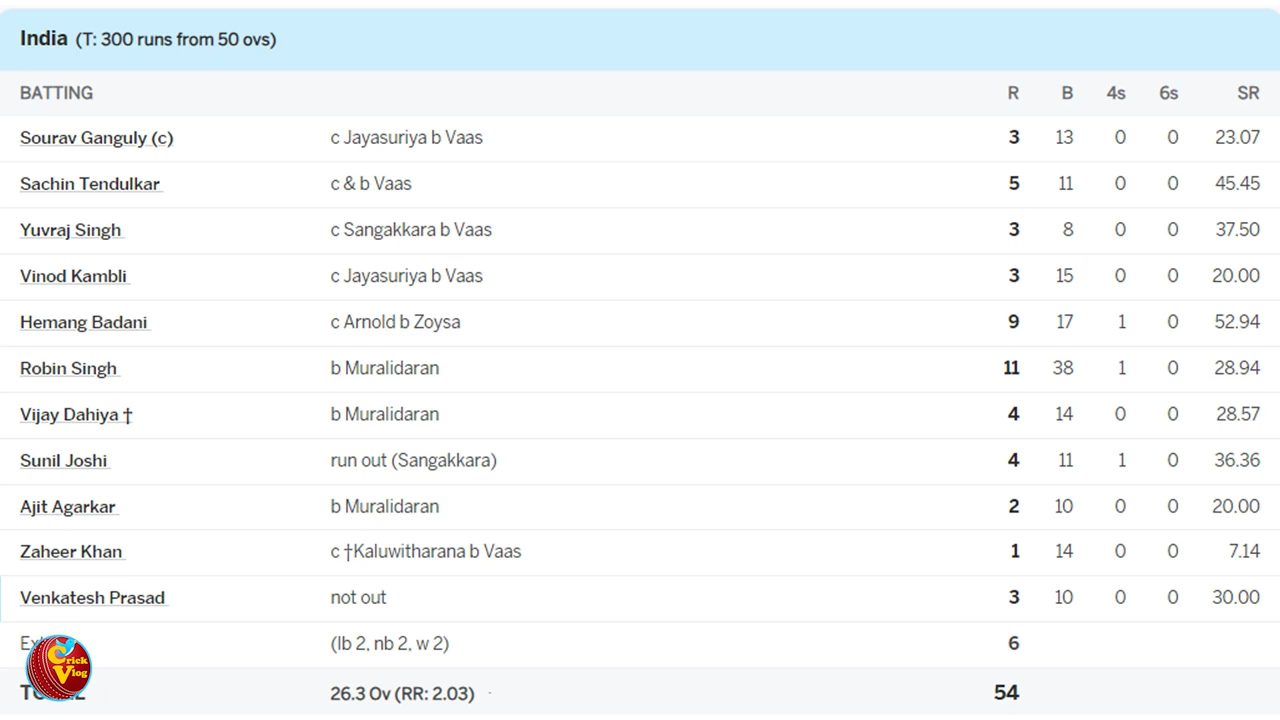 India (T: 300 runs from 50 ovs)
BATTING R B 4s 6s SR
Sourav Ganguly (c) c Jayasuriya b Vaas 3 13 0 0 23.07
Sachin Tendulkar c & b Vaas 5 11 0 0 45.45
Yuvraj Singh c Sangakkara b Vaas 3 8 0 0 37.50
Vinod Kambli c Jayasuriya b Vaas 3 15 0 0 20.00
Hemang Badani c Arnold b Zoysa 9 17 1 0 52.94
Robin Singh b Muralidaran 11 38 1 0 28.94
Vijay Dahiya † b Muralidaran 4 14 0 0 28.57
Sunil Joshi run out (Sangakkara) 4 11 1 0 36.36
Ajit Agarkar b Muralidaran 2 10 0 0 20.00
Zaheer Khan c †Kaluwitharana b Vaas 1 14 0 0 7.14
Venkatesh Prasad not out 3 10 0 0 30.00
(lb 2, nb 2, w 2) 6
Crick
Vlog
26.3 Ov (RR: 2.03) 54